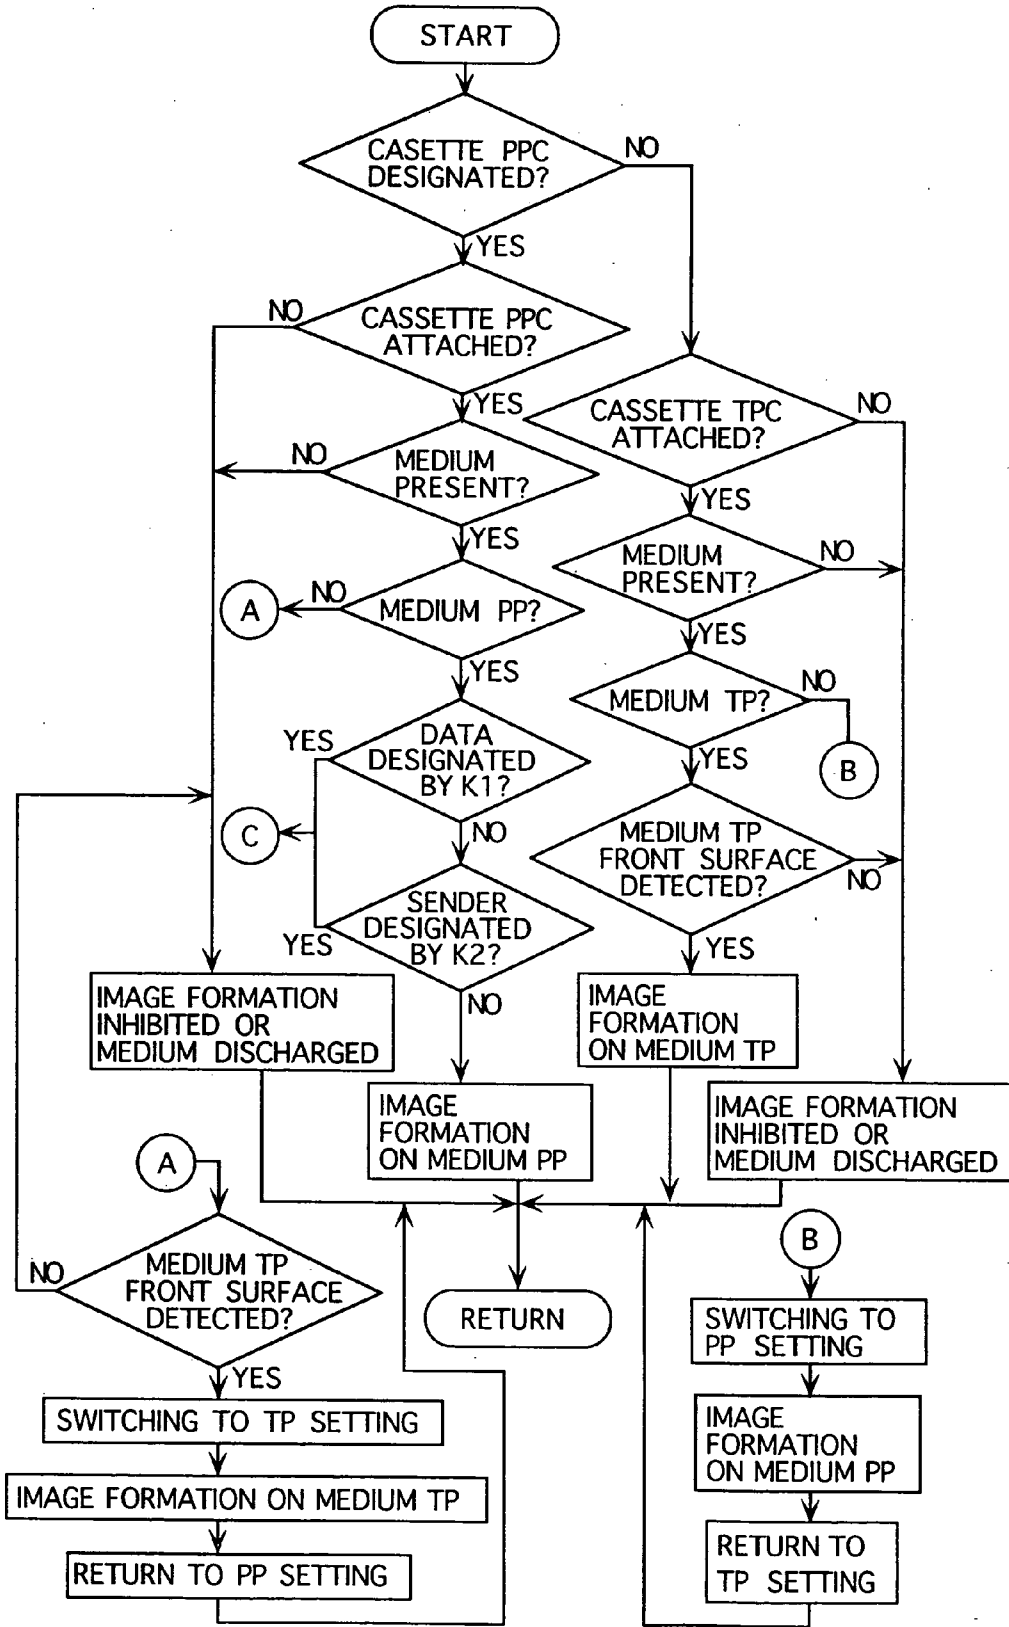 START
CASETTE PPC
DESIGNATED?
NO
YES
NO
CASSETTE PPC
ATTACHED?
YES
CASSETTE TPC
ATTACHED?
NO
NO
MEDIUM
PRESENT?
YES
YES
MEDIUM
PRESENT?
NO
A
NO
MEDIUM PP?
YES
YES
MEDIUM TP?
NO
B
YES
YES
DATA
DESIGNATED
BY K1?
C
NO
MEDIUM TP
FRONT SURFACE
DETECTED?
NO
YES
SENDER
DESIGNATED
BY K2?
NO
YES
IMAGE FORMATION
INHIBITED OR
MEDIUM DISCHARGED
IMAGE
FORMATION
ON MEDIUM TP
IMAGE
FORMATION
ON MEDIUM PP
IMAGE FORMATION
INHIBITED OR
MEDIUM DISCHARGED
A
NO
MEDIUM TP
FRONT SURFACE
DETECTED?
YES
RETURN
B
SWITCHING TO
PP SETTING
SWITCHING TO TP SETTING
IMAGE
FORMATION
ON MEDIUM PP
IMAGE FORMATION ON MEDIUM TP
RETURN TO PP SETTING
RETURN TO
TP SETTING